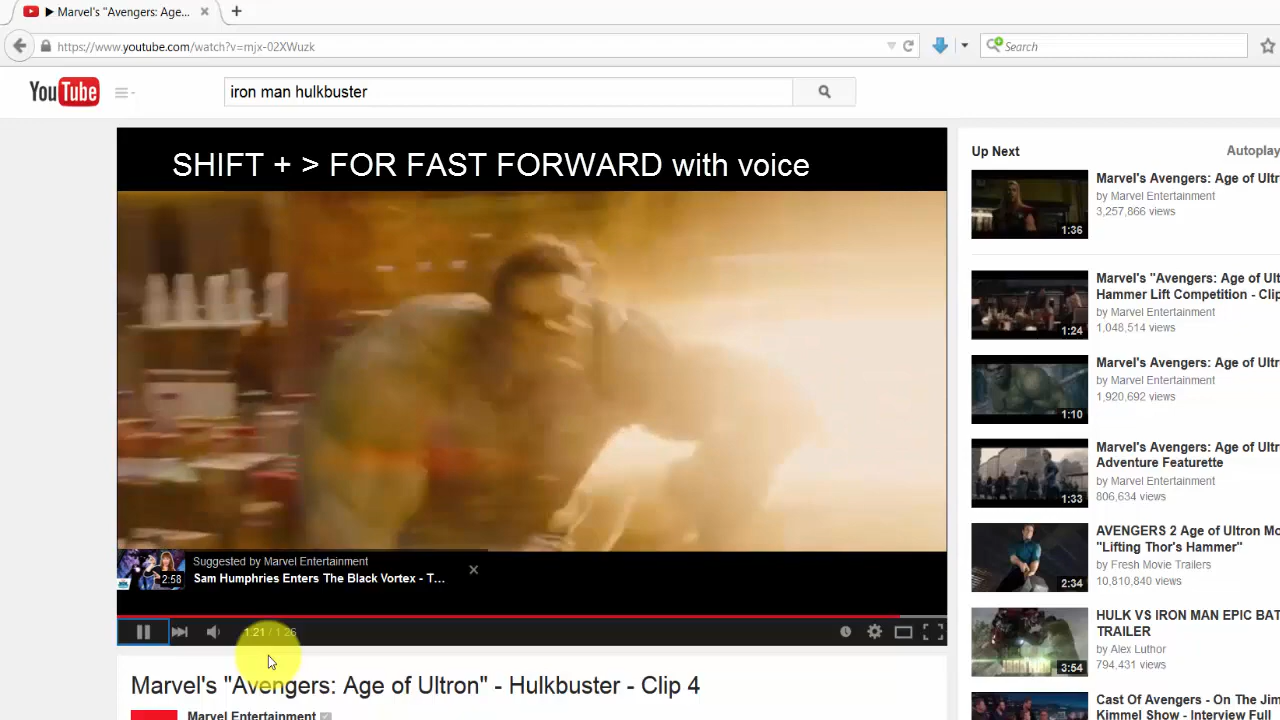 ▶ Marvel's "Avengers: Age...
https://www.youtube.com/watch?v=mjx-02XWuzk
Search
YouTube
iron man hulkbuster
SHIFT + > FOR FAST FORWARD with voice
Suggested by Marvel Entertainment
Sam Humphries Enters The Black Vortex - T...
2:58
1:21 / 1:26
Marvel's "Avengers: Age of Ultron" - Hulkbuster - Clip 4
Marvel Entertainment
Up Next
Autoplay
Marvel's Avengers: Age of Ultr
by Marvel Entertainment
3,257,866 views
1:36
Marvel's "Avengers: Age of Ult
Hammer Lift Competition - Clip
by Marvel Entertainment
1,048,514 views
1:24
Marvel's Avengers: Age of Ultr
by Marvel Entertainment
1,920,692 views
1:10
Marvel's Avengers: Age of Ultr
Adventure Featurette
by Marvel Entertainment
806,634 views
1:33
AVENGERS 2 Age of Ultron Mo
"Lifting Thor's Hammer"
by Fresh Movie Trailers
10,810,840 views
2:34
HULK VS IRON MAN EPIC BAT
TRAILER
by Alex Luthor
794,431 views
3:54
Cast Of Avengers - On The Jim
Kimmel Show - Interview Full